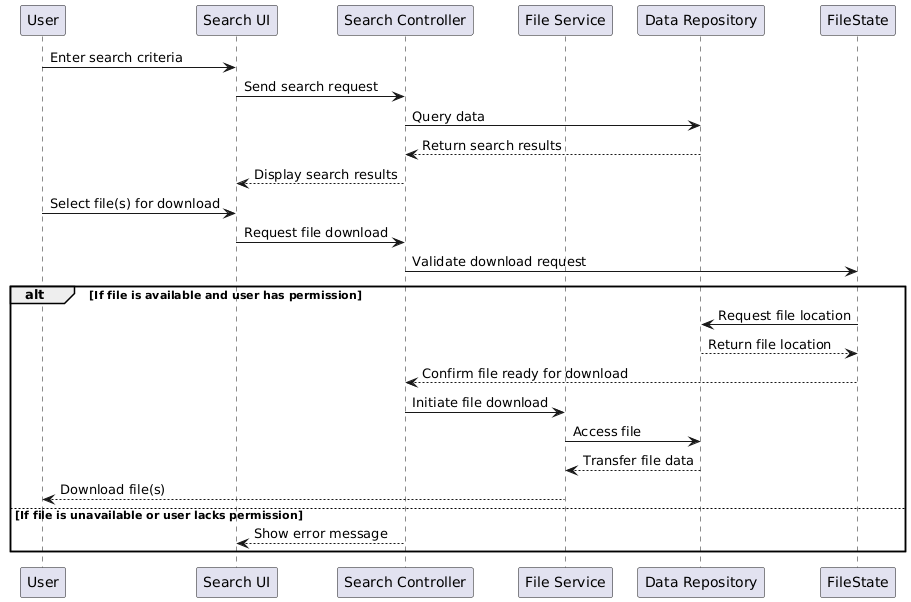 User
Search UI
Search Controller
File Service
Data Repository
FileState
Enter search criteria
Send search request
Query data
Return search results
Display search results
Select file(s) for download
Request file download
Validate download request
alt
[If file is available and user has permission]
Request file location
Return file location
Confirm file ready for download
Initiate file download
Access file
Transfer file data
Download file(s)
[If file is unavailable or user lacks permission]
Show error message
User
Search UI
Search Controller
File Service
Data Repository
FileState